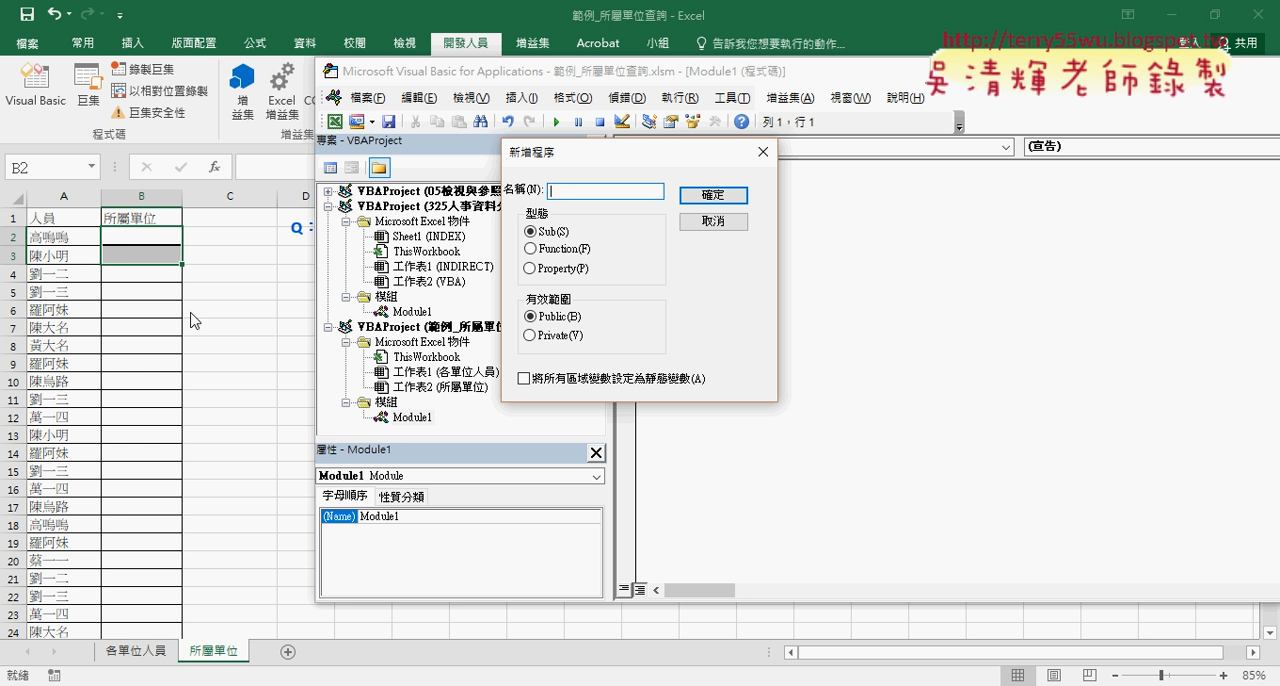 範例_所屬單位查詢 - Excel
檔案 常用 插入 版面配置 公式 資料 校閱 檢視 開發人員 增益集 Acrobat 小組 告訴我您想要執行的動作... 登入 共用
http://terry55wu.blogspot.tw
吳清輝老師錄製
Visual Basic 巨集 錄製巨集
以相對位置錄製
巨集安全性
程式碼
增益集
Excel 增益集
Microsoft Visual Basic for Applications - 範例_所屬單位查詢.xlsm - [Module1 (程式碼)]
檔案(F) 編輯(E) 檢視(V) 插入(I) 格式(O) 偵錯(D) 執行(R) 工具(T) 增益集(A) 視窗(W) 說明(H)
列 1，行 1
專案 - VBAProject
VBAProject (05檢視與參照
VBAProject (325人事資料
Microsoft Excel 物件
Sheet1 (INDEX)
ThisWorkbook
工作表1 (INDIRECT)
工作表2 (VBA)
模組
Module1
VBAProject (範例_所屬單位
Microsoft Excel 物件
ThisWorkbook
工作表1 (各單位人員)
工作表2 (所屬單位)
模組
Module1
屬性 - Module1
Module1 Module
字母順序 性質分類
(Name) Module1
(宣告)
新增程序
名稱(N):
確定
取消
型態
Sub(S)
Function(F)
Property(P)
有效範圍
Public(B)
Private(V)
將所有區域變數設定為靜態變數(A)
B2
fx
A B C D
1 人員 所屬單位
2 高鳴鳴
3 陳小明
4 劉一二
5 劉一三
6 羅阿妹
7 陳大名
8 黃大名
9 羅阿妹
10 陳烏路
11 劉一三
12 萬一四
13 陳小明
14 羅阿妹
15 劉一三
16 萬一四
17 陳烏路
18 高鳴鳴
19 羅阿妹
20 蔡一一
21 劉一二
22 劉一三
23 萬一四
24 陳大名
Q：
各單位人員 所屬單位
就緒
85%